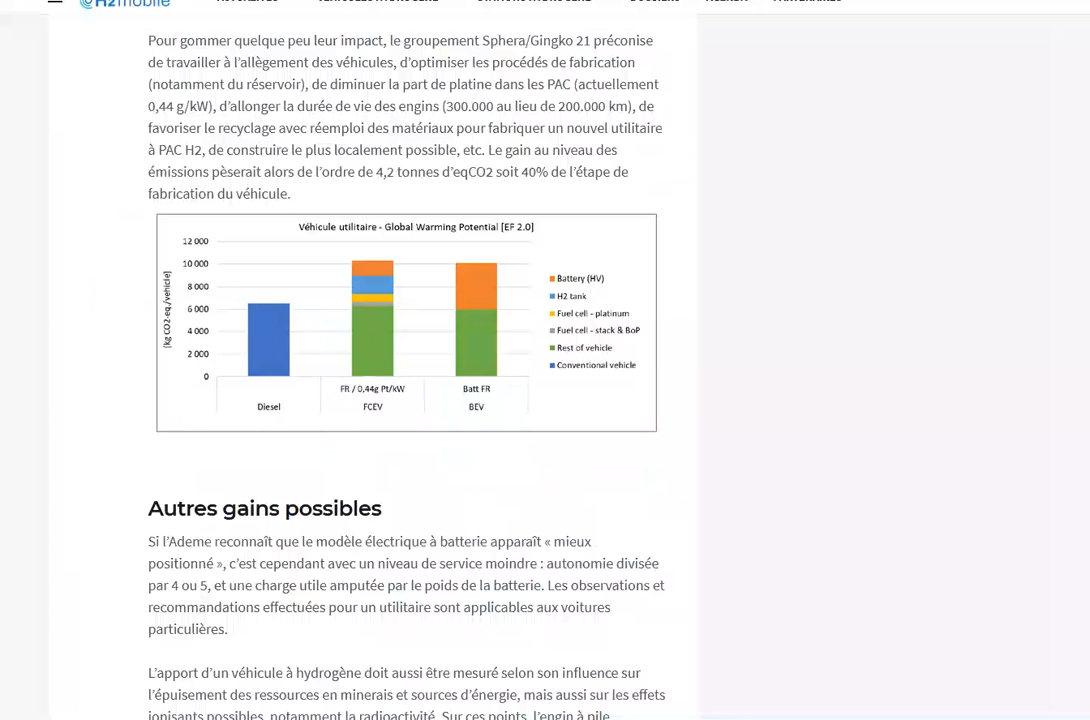 H2mobile
Pour gommer quelque peu leur impact, le groupement Sphera/Gingko 21 préconise
de travailler à l'allègement des véhicules, d'optimiser les procédés de fabrication
(notamment du réservoir), de diminuer la part de platine dans les PAC (actuellement
0,44 g/kW), d'allonger la durée de vie des engins (300.000 au lieu de 200.000 km), de
favoriser le recyclage avec réemploi des matériaux pour fabriquer un nouvel utilitaire
à PAC H2, de construire le plus localement possible, etc. Le gain au niveau des
émissions pèserait alors de l'ordre de 4,2 tonnes d'eqCO2 soit 40% de l'étape de
fabrication du véhicule.
Véhicule utilitaire - Global Warming Potential [EF 2.0]
(kg CO2-eq./vehicle)
12 000
10 000
8 000
6 000
4 000
2 000
0
Battery (HV)
H2 tank
Fuel cell - platinum
Fuel cell - stack & BoP
Rest of vehicle
Conventional vehicle
FR / 0,44g Pt/kW
Batt FR
Diesel
FCEV
BEV
Autres gains possibles
Si l'Ademe reconnaît que le modèle électrique à batterie apparaît « mieux
positionné », c'est cependant avec un niveau de service moindre : autonomie divisée
par 4 ou 5, et une charge utile amputée par le poids de la batterie. Les observations et
recommandations effectuées pour un utilitaire sont applicables aux voitures
particulières.
L'apport d'un véhicule à hydrogène doit aussi être mesuré selon son influence sur
l'épuisement des ressources en minerais et sources d'énergie, mais aussi sur les effets
ionisants possibles, notamment la radioactivité. Sur ces points, l'engin à pile